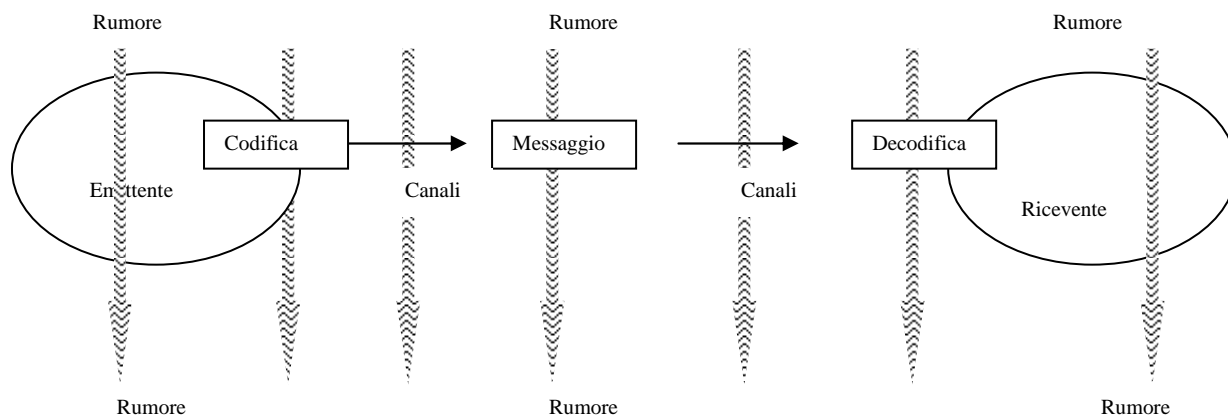 Rumore Rumore Rumore
Codifica Messaggio Decodifica
Emittente Canali Canali
Ricevente
Rumore Rumore Rumore